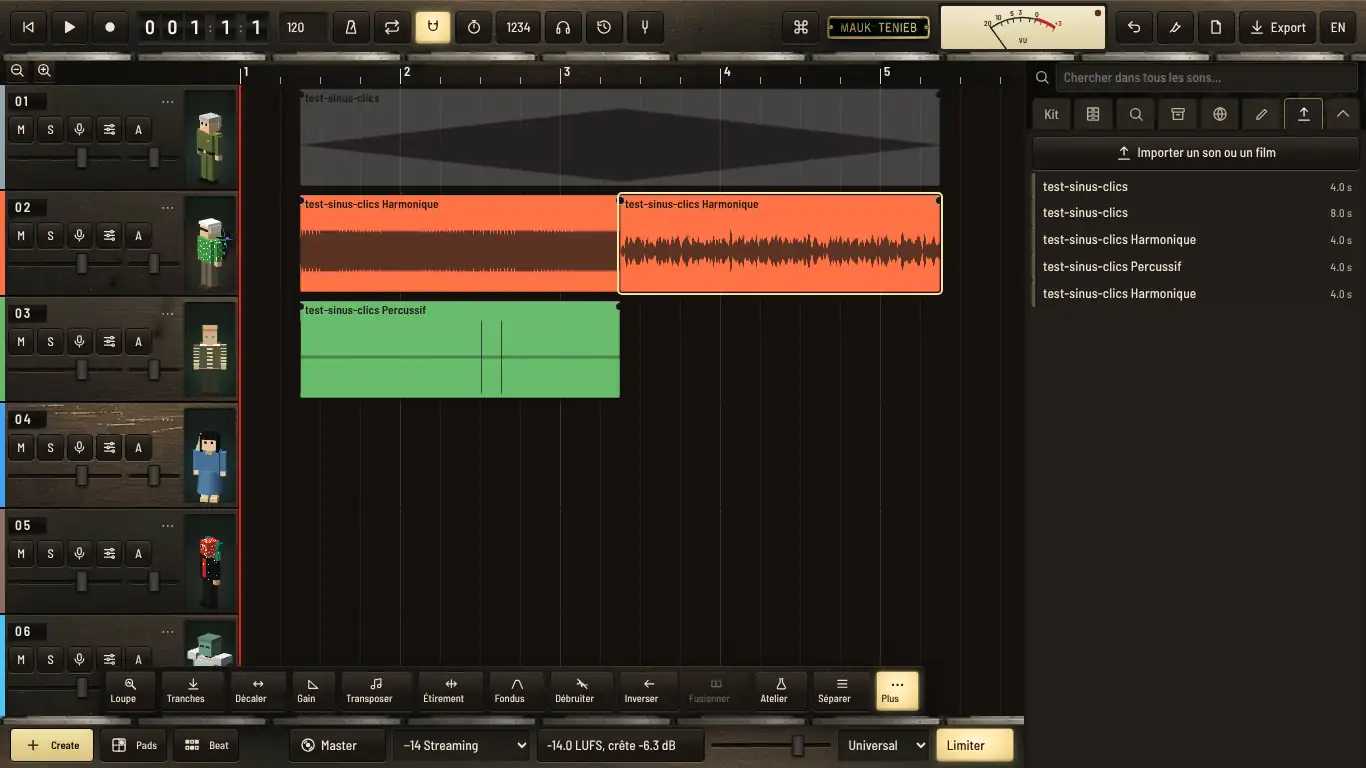 001:1:1
120
1234
MAUK TENIEB
20 10 5 3 0 +3
VU
Export
EN
1 2 3 4 5
Chercher dans tous les sons...
Kit
Importer un son ou un film
test-sinus-clics 4.0 s
test-sinus-clics 8.0 s
test-sinus-clics Harmonique 4.0 s
test-sinus-clics Percussif 4.0 s
test-sinus-clics Harmonique 4.0 s
01
M S A
test-sinus-clics
02
M S A
test-sinus-clics Harmonique
test-sinus-clics Harmonique
03
M S A
test-sinus-clics Percussif
04
M S A
05
M S A
06
M S A
Loupe Tranches Décaler Gain Transposer Étirement Fondus Débruiter Inverser Fusionner Atelier Séparer Plus
+ Create Pads Beat Master −14 Streaming -14.0 LUFS, crête -6.3 dB Universal Limiter